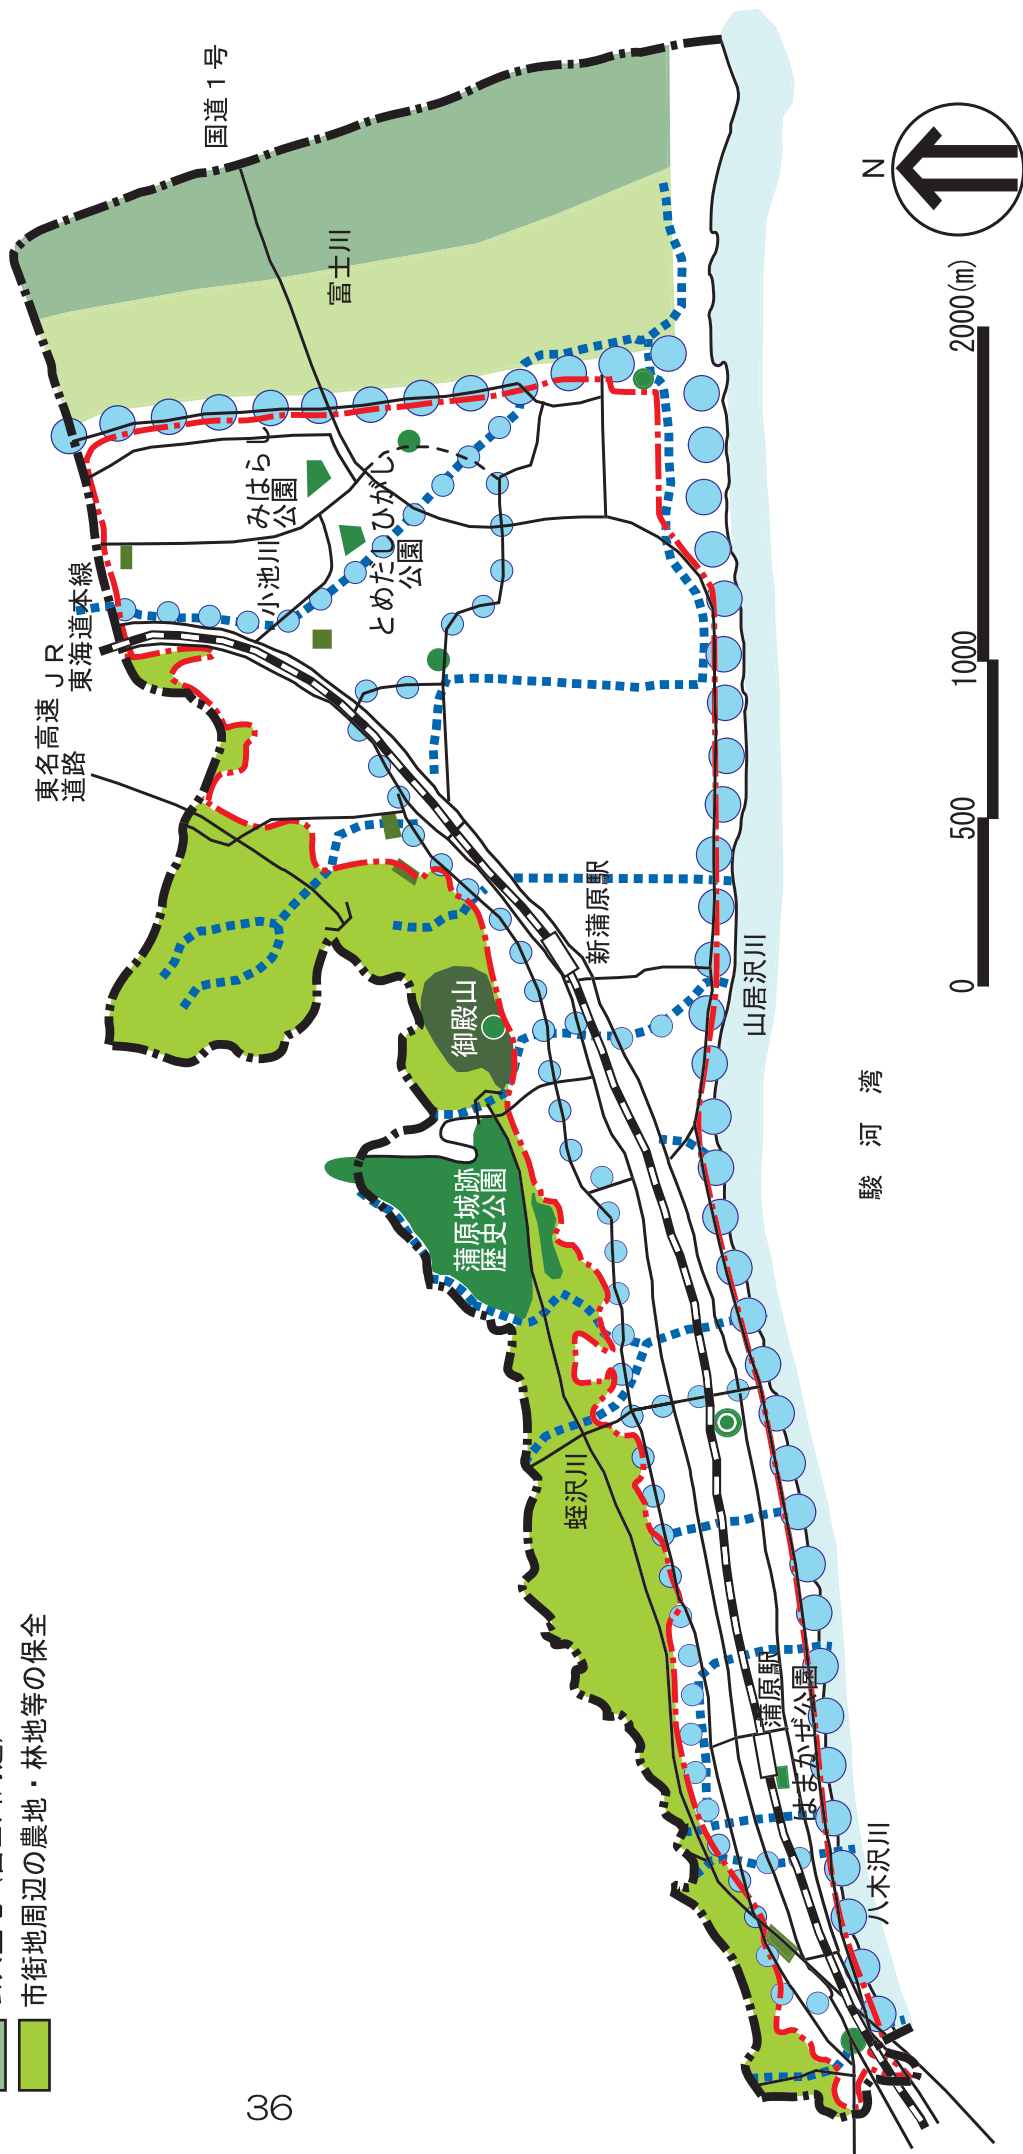 国道1号
富士川
みはらし
公園
小池川
とめだしひがし
公園
JR
東海道本線
東名高速
道路
新蒲原駅
御殿山
山居沢川
蒲原城跡
歴史公園
駿河湾
蛭沢川
蒲原駅
はまかぜ公園
八木沢川
N
0
500
1000
2000(m)
市街地周辺の農地・林地等の保全
36